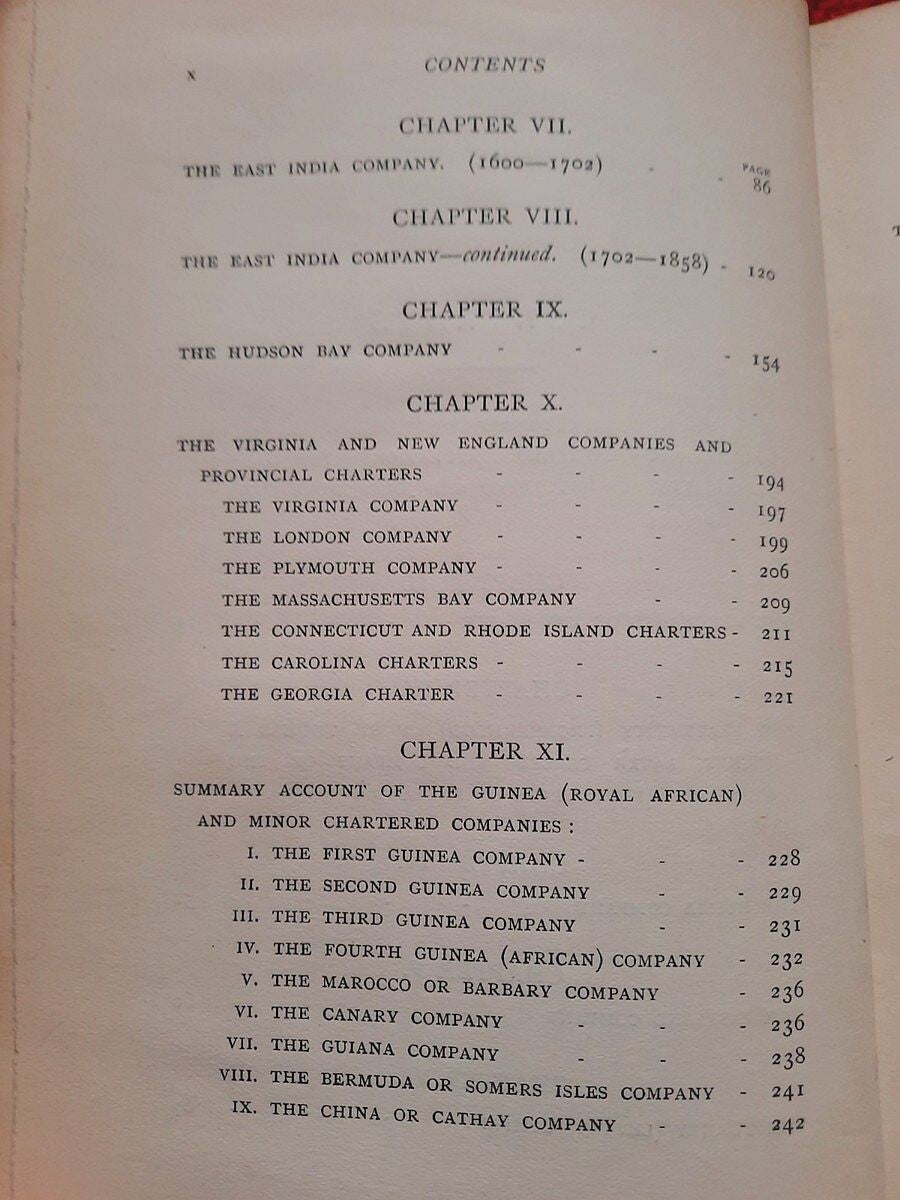 x CONTENTS
CHAPTER VII.
PAGE
THE EAST INDIA COMPANY. (1600—1702) - - 86
CHAPTER VIII.
THE EAST INDIA COMPANY—continued. (1702—1858) - 120
CHAPTER IX.
THE HUDSON BAY COMPANY - - - - 154
CHAPTER X.
THE VIRGINIA AND NEW ENGLAND COMPANIES AND
PROVINCIAL CHARTERS - - - - 194
THE VIRGINIA COMPANY - - - - 197
THE LONDON COMPANY - - - - 199
THE PLYMOUTH COMPANY - - - - 206
THE MASSACHUSETTS BAY COMPANY - - 209
THE CONNECTICUT AND RHODE ISLAND CHARTERS - 211
THE CAROLINA CHARTERS - - - - 215
THE GEORGIA CHARTER - - - - 221
CHAPTER XI.
SUMMARY ACCOUNT OF THE GUINEA (ROYAL AFRICAN)
AND MINOR CHARTERED COMPANIES :
I. THE FIRST GUINEA COMPANY - - - 228
II. THE SECOND GUINEA COMPANY - - 229
III. THE THIRD GUINEA COMPANY - - 231
IV. THE FOURTH GUINEA (AFRICAN) COMPANY - 232
V. THE MAROCCO OR BARBARY COMPANY - 236
VI. THE CANARY COMPANY - - - 236
VII. THE GUIANA COMPANY - - - 238
VIII. THE BERMUDA OR SOMERS ISLES COMPANY - 241
IX. THE CHINA OR CATHAY COMPANY - - 242